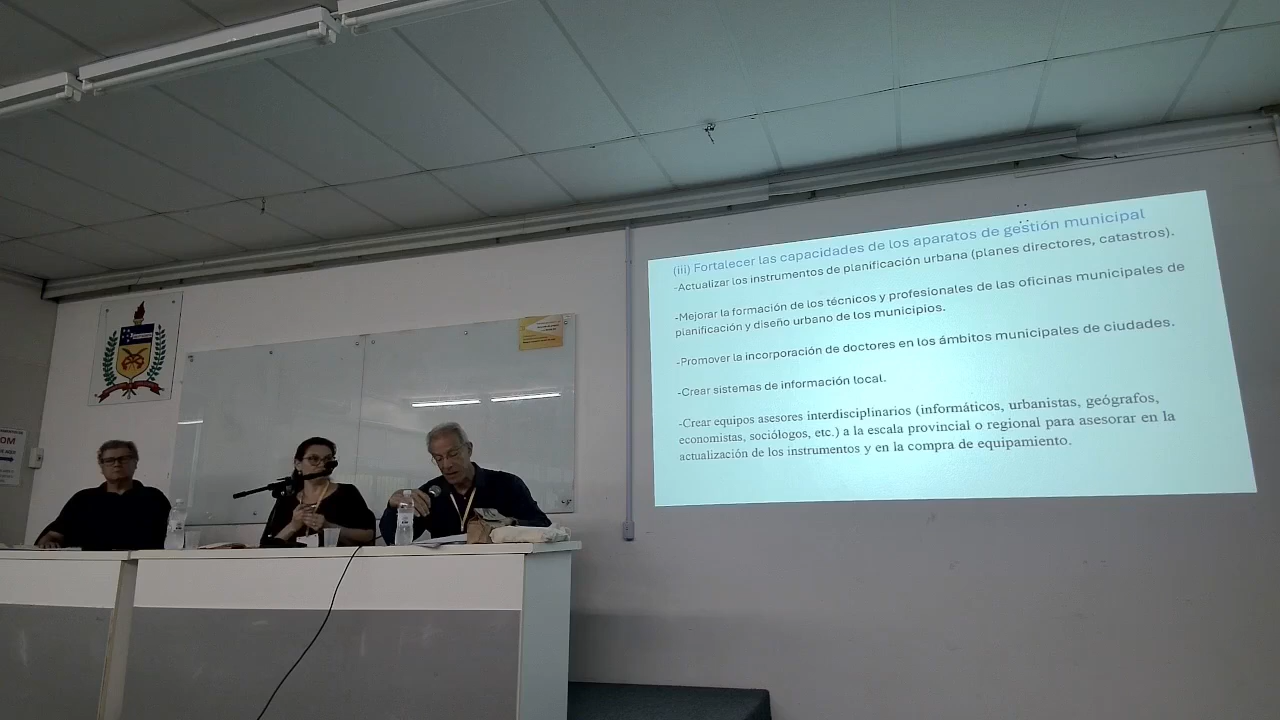 (iii) Fortalecer las capacidades de los aparatos de gestión municipal
-Actualizar los instrumentos de planificación urbana (planes directores, catastros).
-Mejorar la formación de los técnicos y profesionales de las oficinas municipales de
planificación y diseño urbano de los municipios.
-Promover la incorporación de doctores en los ámbitos municipales de ciudades.
-Crear sistemas de información local.
-Crear equipos asesores interdisciplinarios (informáticos, urbanistas, geógrafos,
economistas, sociólogos, etc.) a la escala provincial o regional para asesorar en la
actualización de los instrumentos y en la compra de equipamiento.
OM